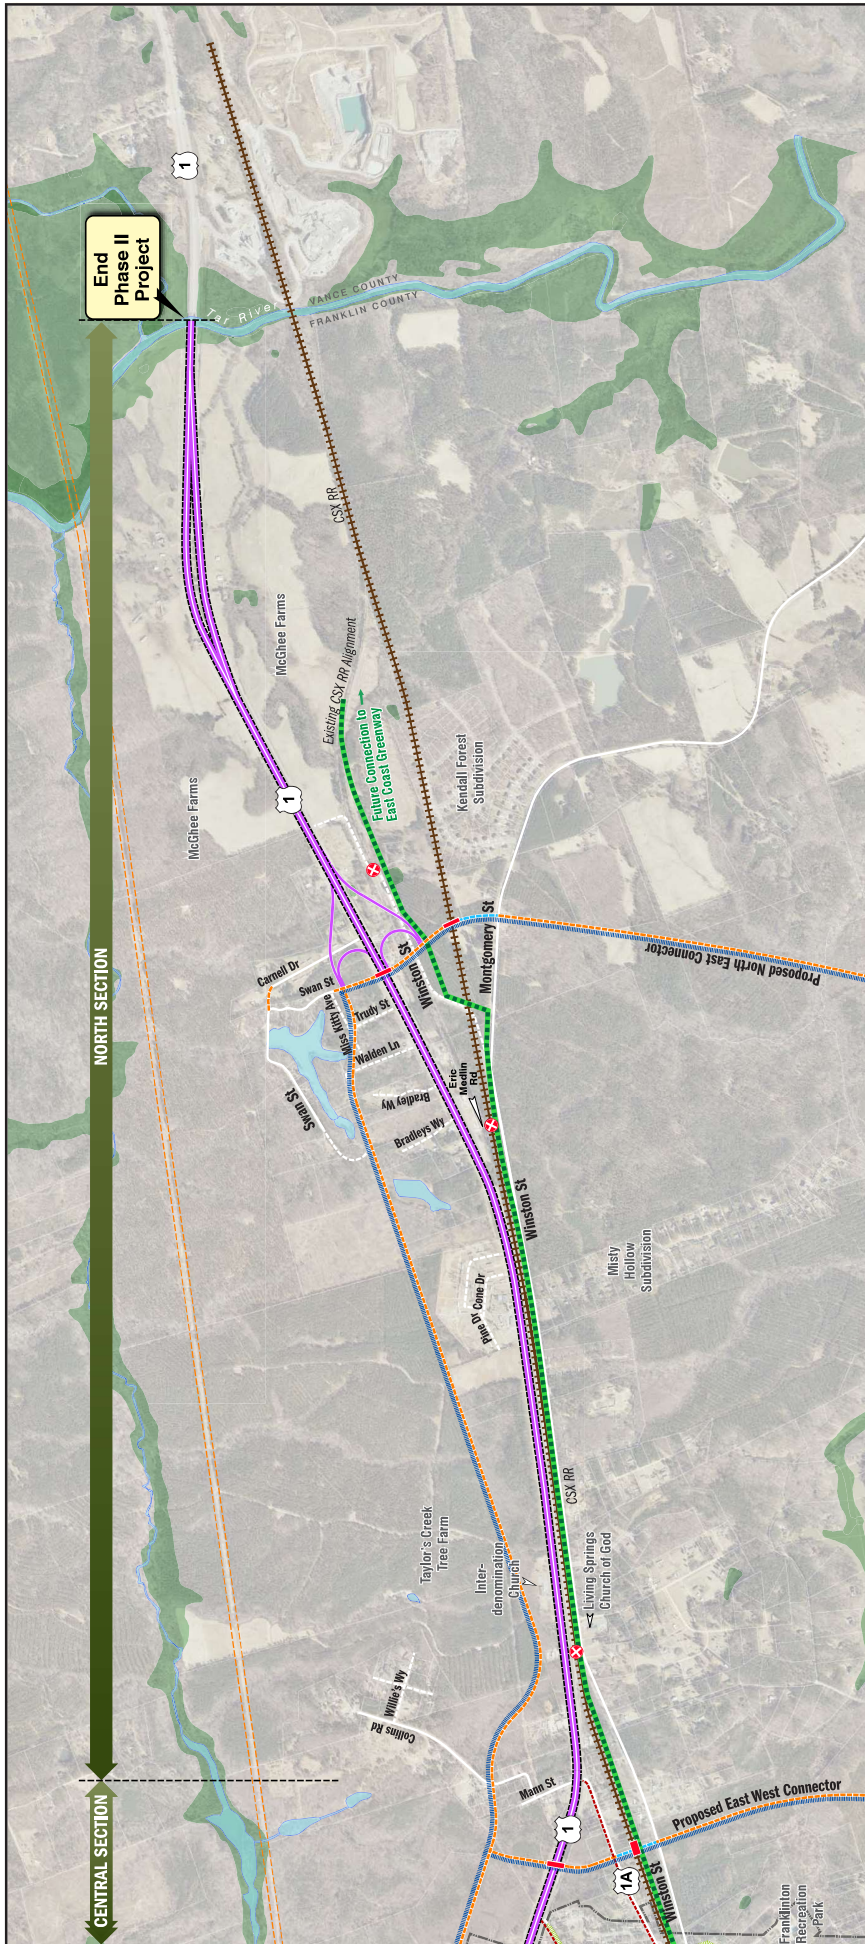 1
End
Phase II
Project
Tar River
VANCE COUNTY
FRANKLIN COUNTY
CSX RR
McGhee Farms
Existing CSX RR Alignment
Future Connection to
East Coast Greenway
Kendall Forest
Subdivision
McGhee Farms
1
NORTH SECTION
Carnell Dr
Swan St
Miss Kitty Ave
Trudy St
Winston St
Montgomery St
Proposed North East Connector
Walden Ln
Swan St
Bradley Wy
Bradleys Wy
Eric
Medlin
Rd
Winston St
Misty
Hollow
Subdivision
Pine Dr
Cone Dr
CSX RR
Taylor's Creek
Tree Farm
Inter-
denomination
Church
Living Springs
Church of God
Willie's Wy
Collins Rd
Mann St
1
Proposed East West Connector
CENTRAL SECTION
1A
Winston St
Franklinton
Recreation
Park